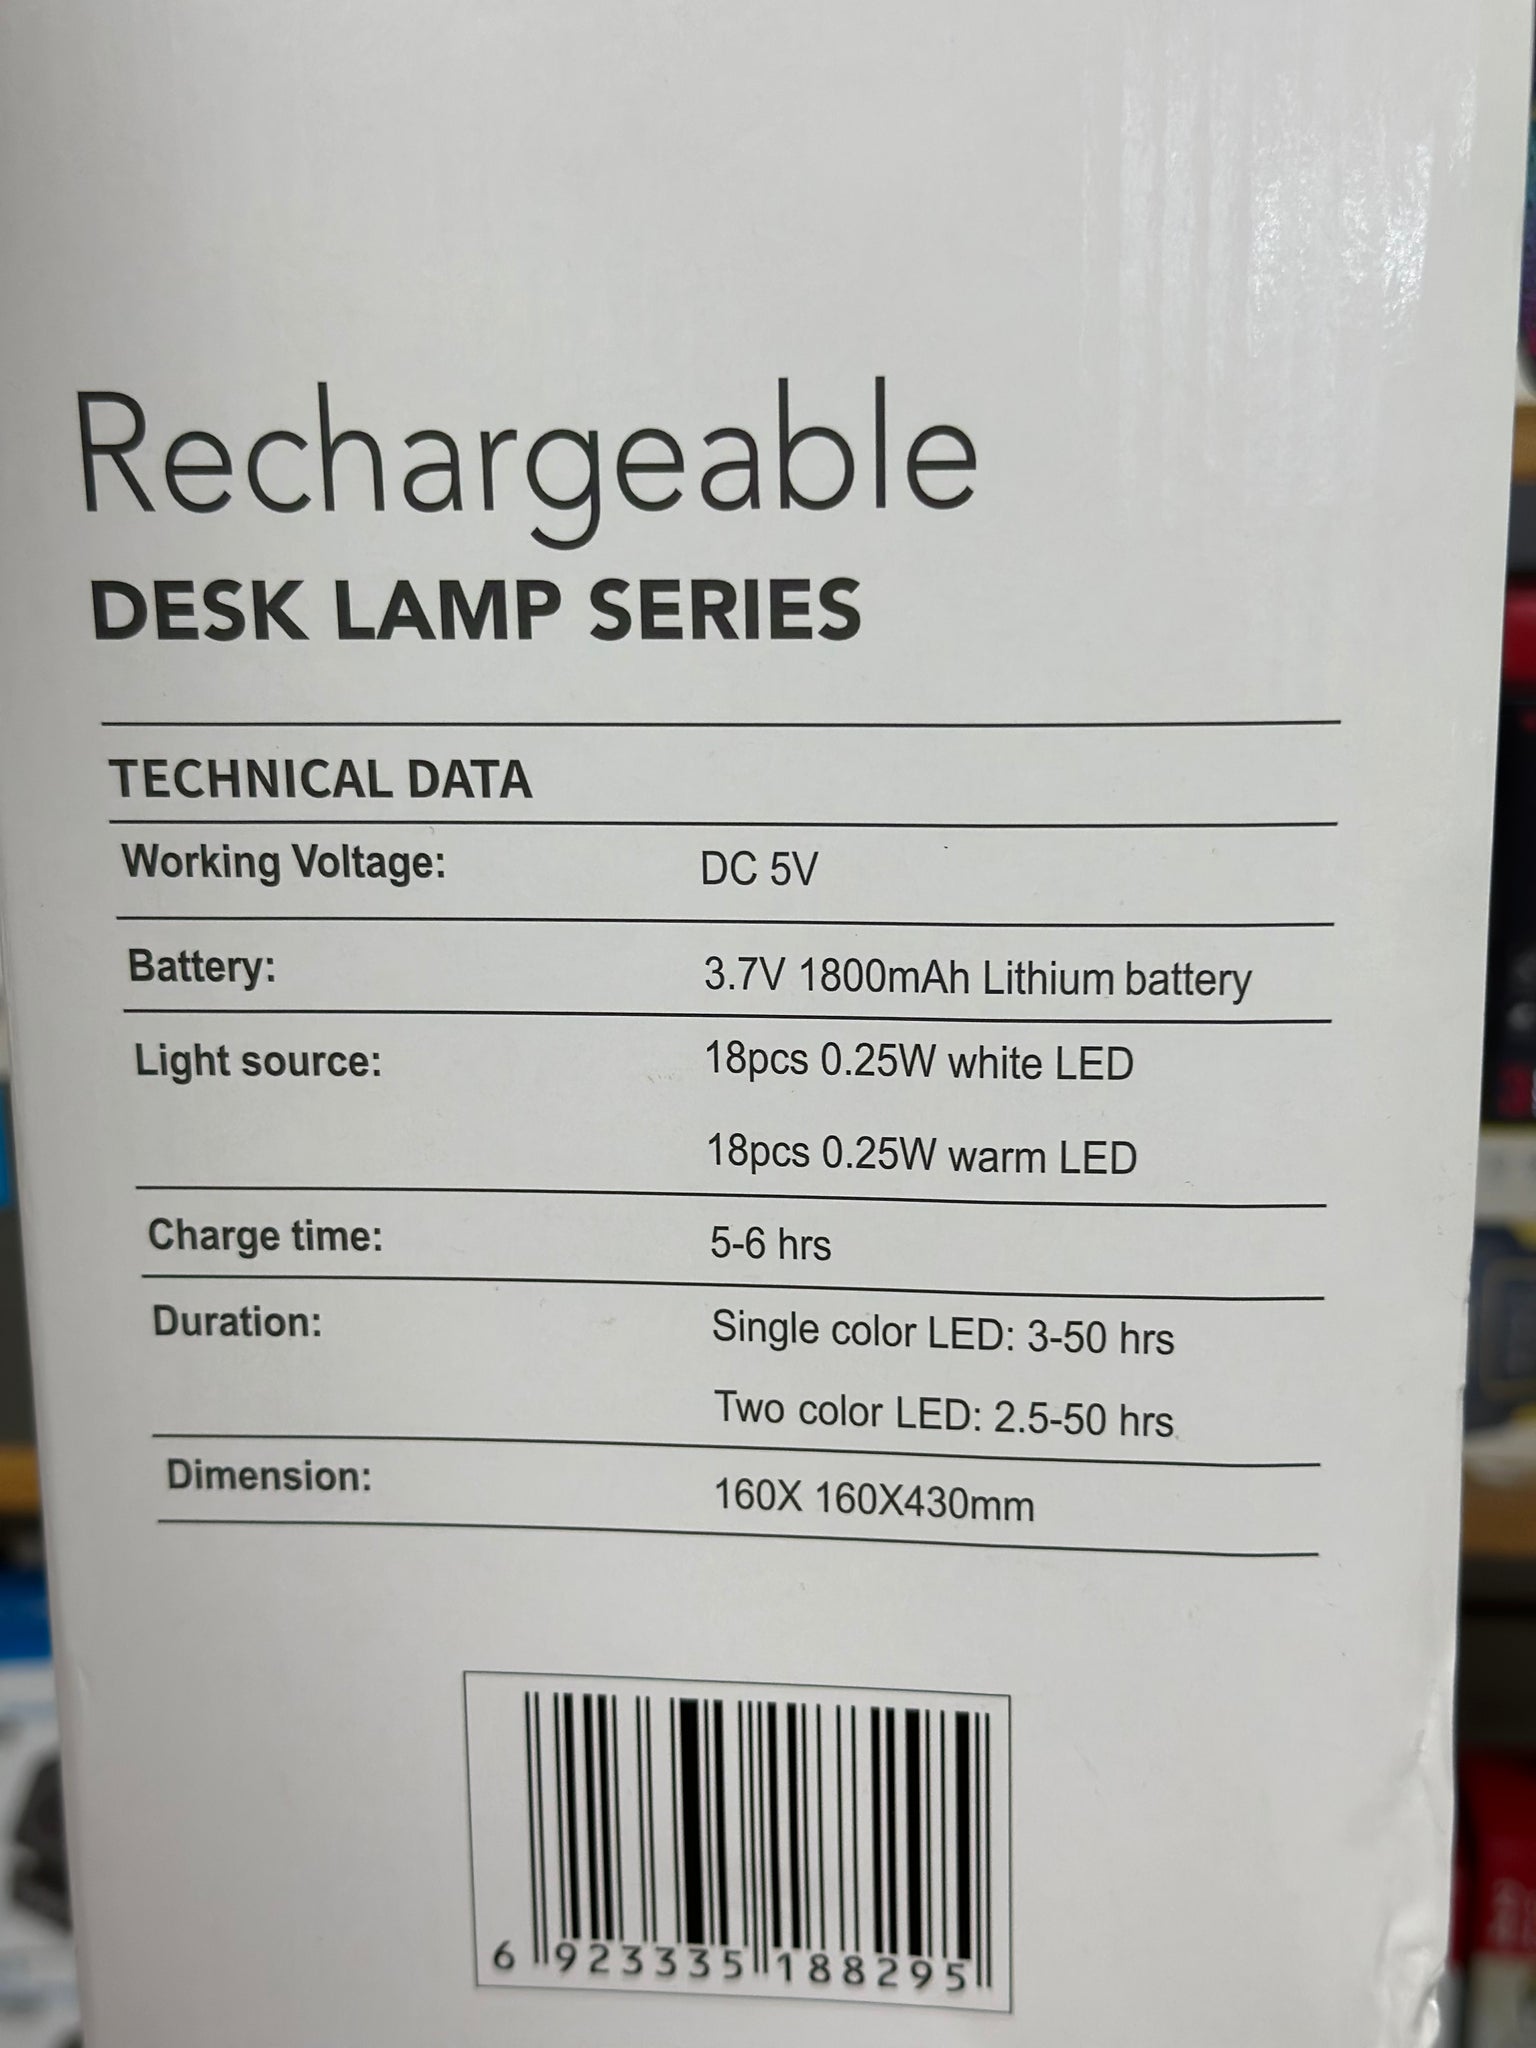 Rechargeable
DESK LAMP SERIES
TECHNICAL DATA
Working Voltage: DC 5V
Battery: 3.7V 1800mAh Lithium battery
Light source: 18pcs 0.25W white LED
18pcs 0.25W warm LED
Charge time: 5-6 hrs
Duration: Single color LED: 3-50 hrs
Two color LED: 2.5-50 hrs
Dimension: 160X 160X430mm
6 923335 188295